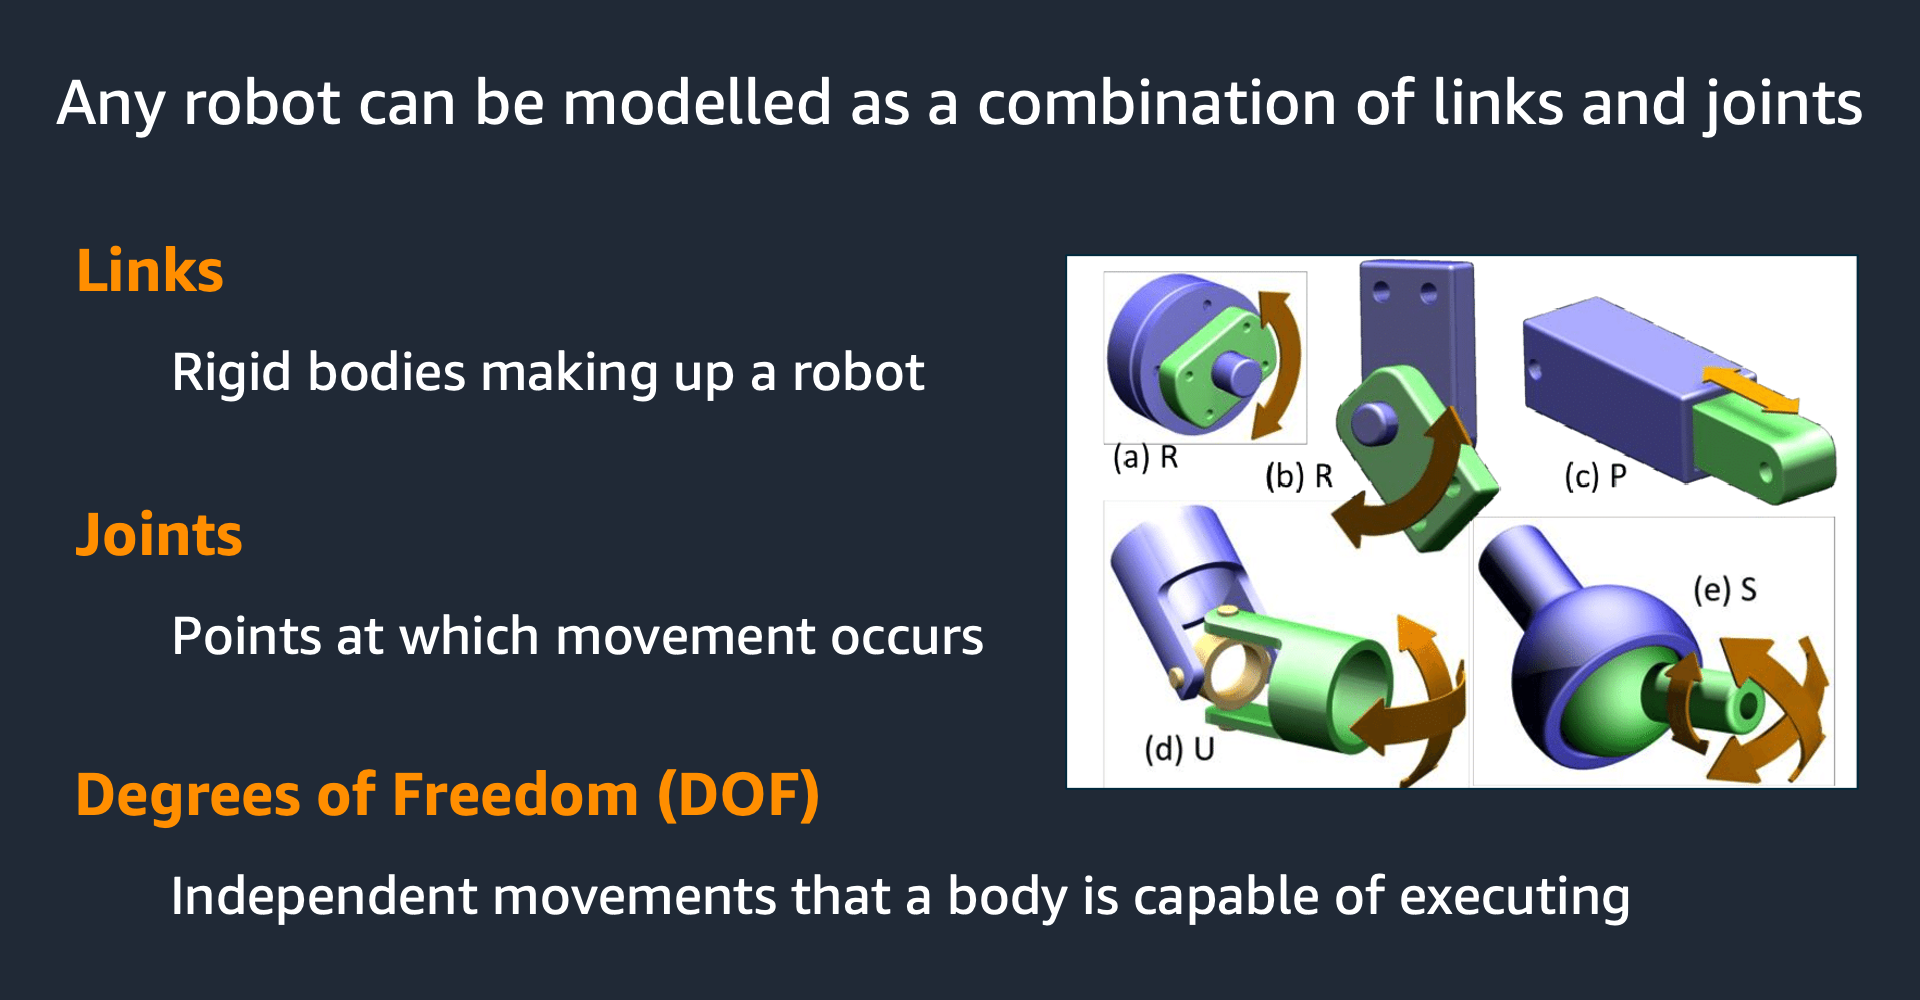 Any robot can be modelled as a combination of links and joints
Links
Rigid bodies making up a robot
Joints
Points at which movement occurs
Degrees of Freedom (DOF)
Independent movements that a body is capable of executing
(a) R
(b) R
(c) P
(d) U
(e) S